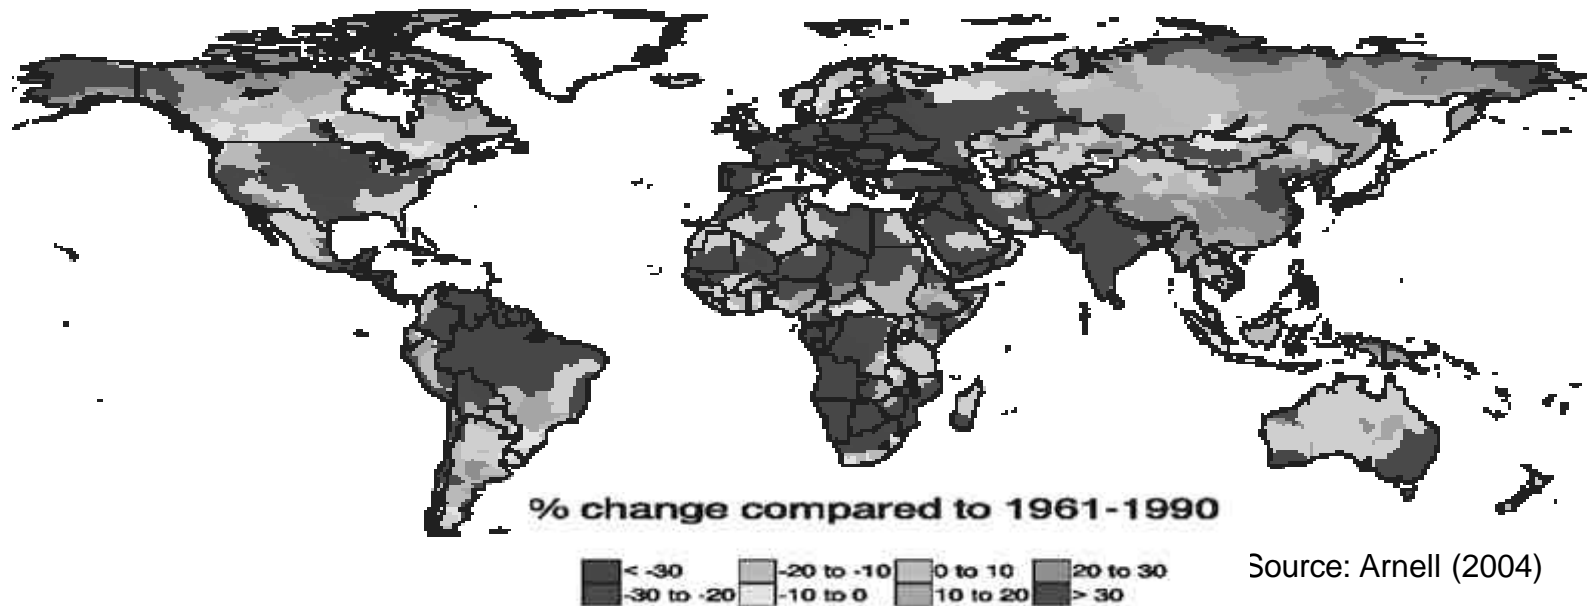 % change compared to 1961-1990
< -30 -20 to -10 0 to 10 20 to 30
-30 to -20 -10 to 0 10 to 20 > 30
Source: Arnell (2004)